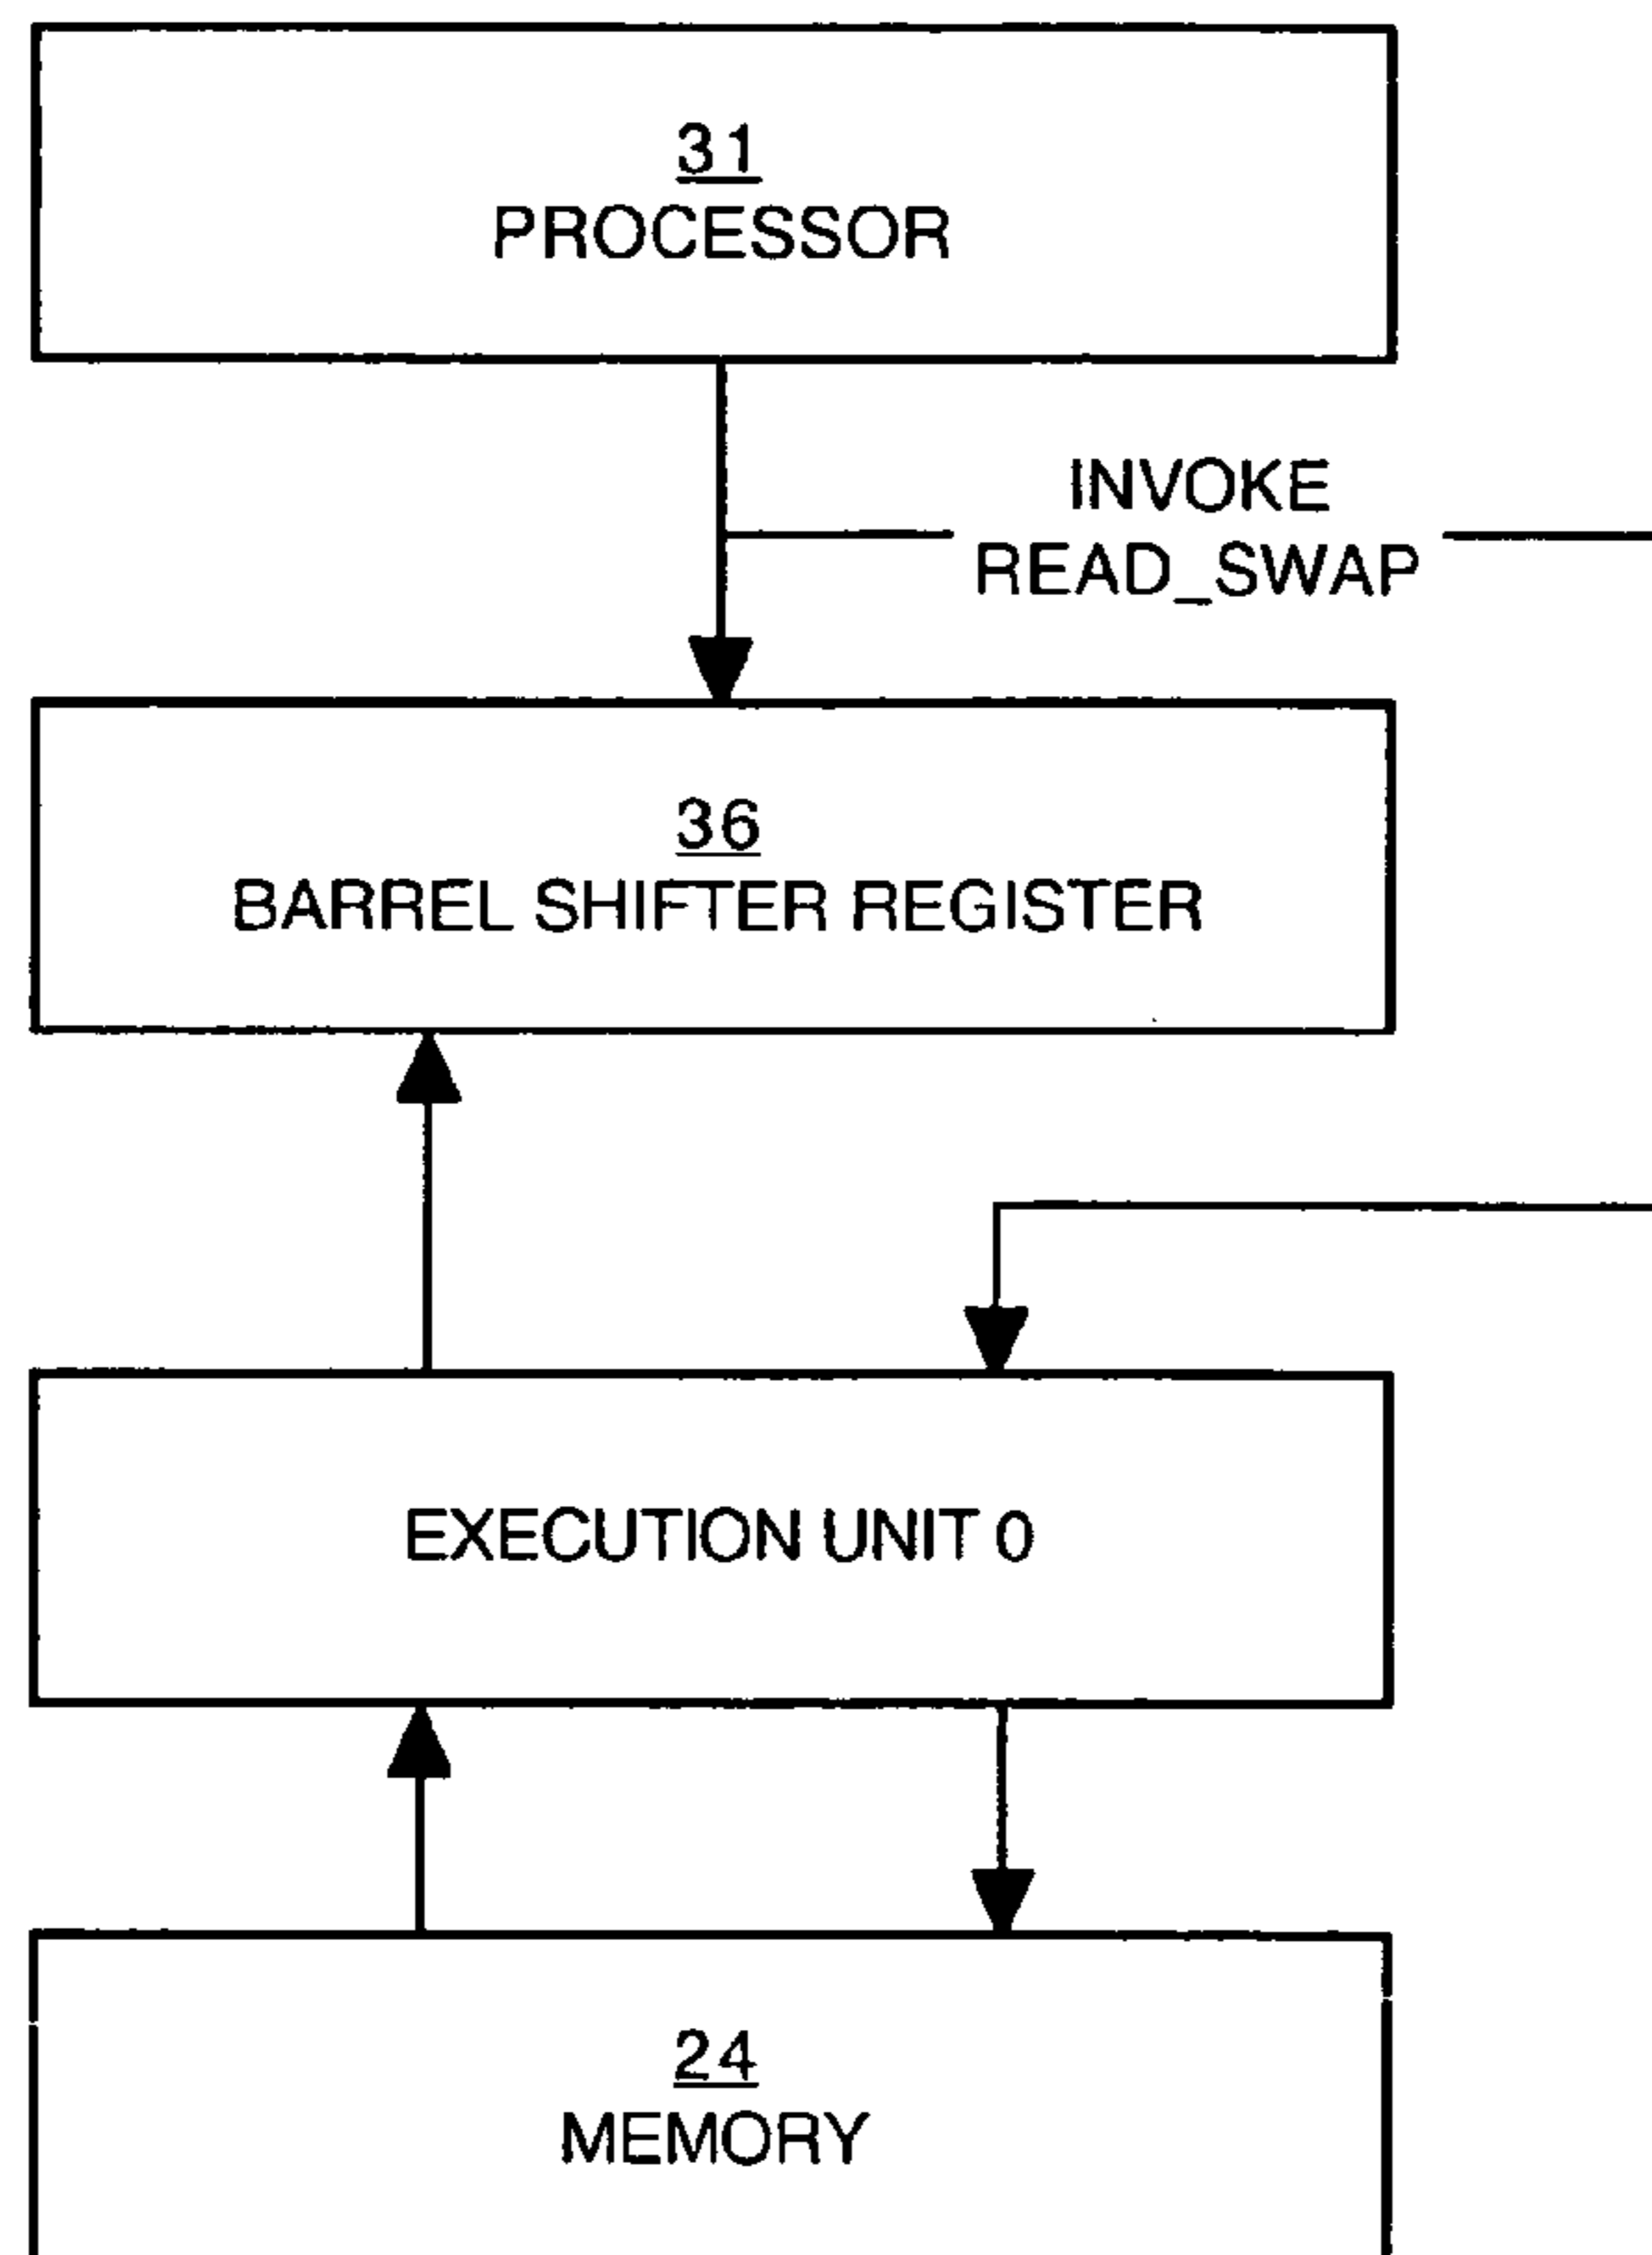 31
PROCESSOR
INVOKE
READ_SWAP
36
BARREL SHIFTER REGISTER
EXECUTION UNIT 0
24
MEMORY